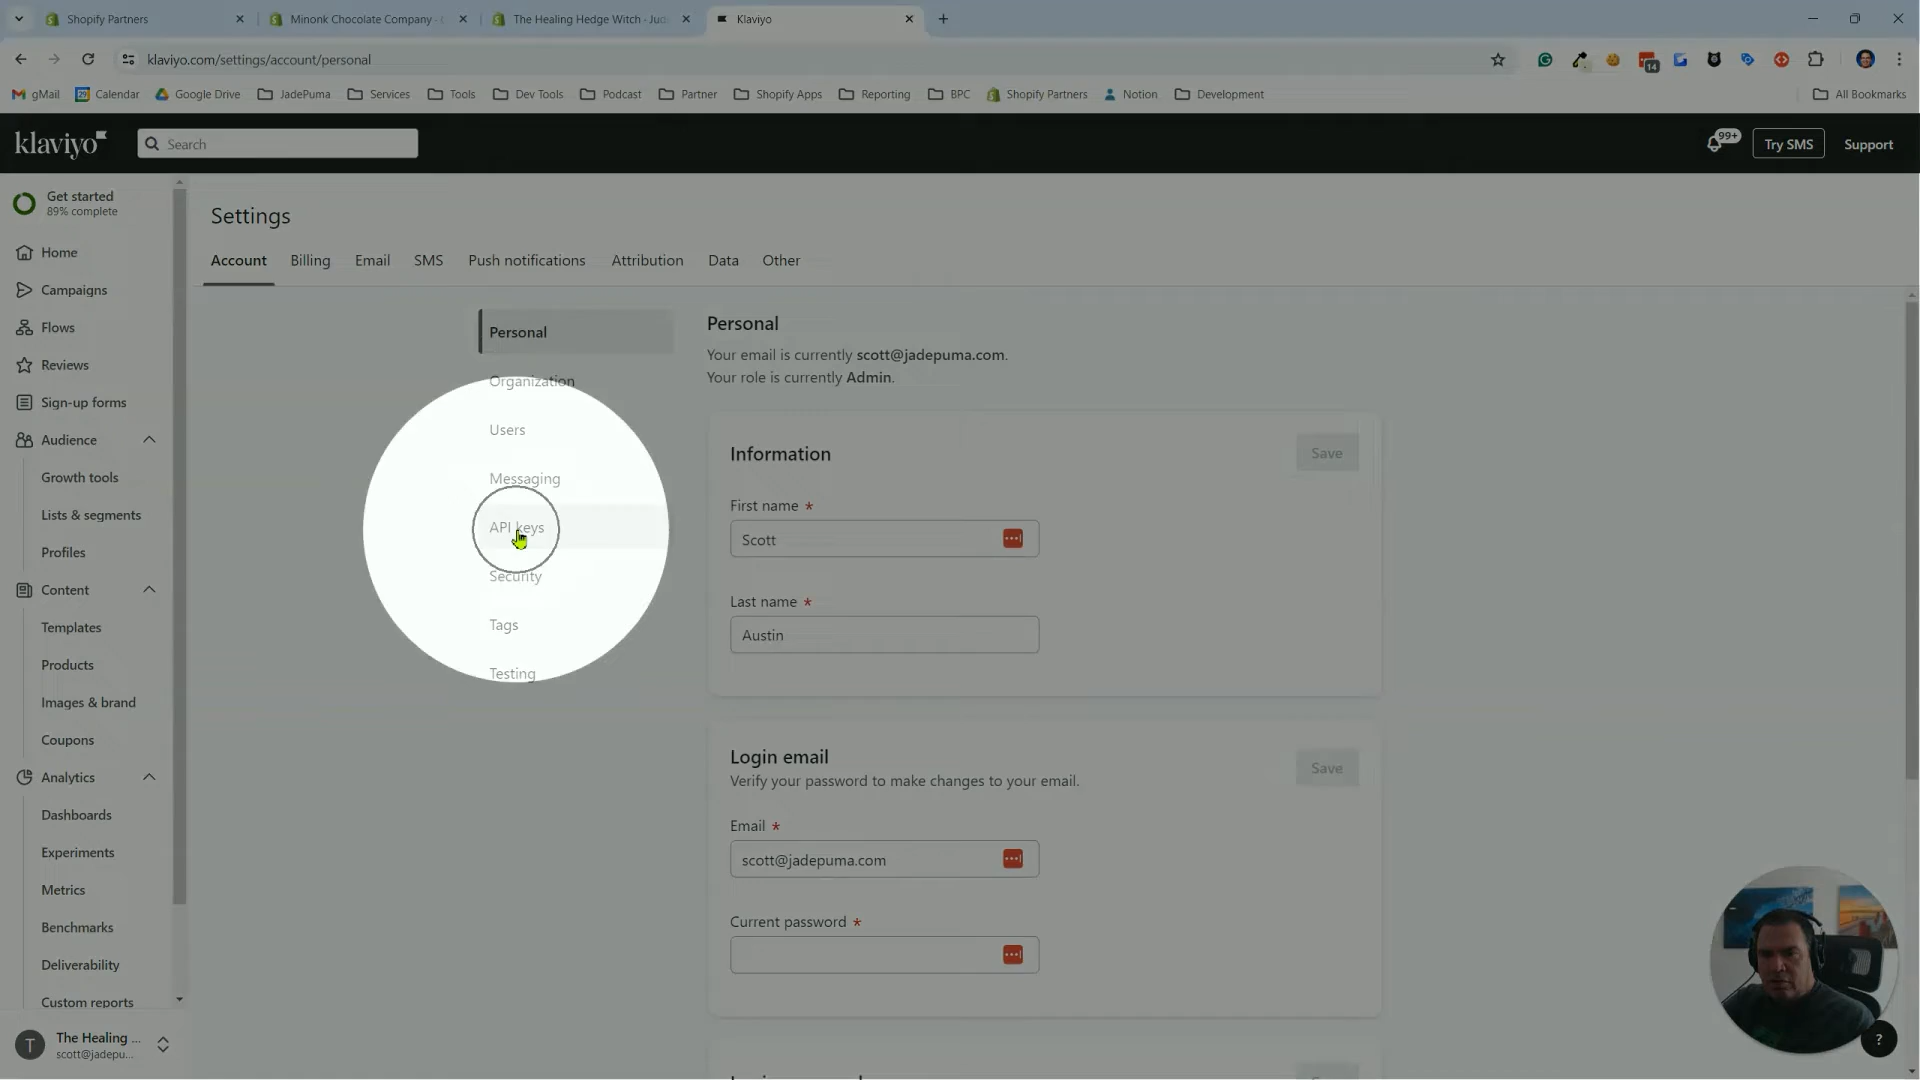 Shopify Partners
Minonk Chocolate Company -
The Healing Hedge Witch - Jud
Klaviyo
klaviyo.com/settings/account/personal
14
gMail
Calendar
Google Drive
JadePuma
Services
Tools
Dev Tools
Podcast
Partner
Shopify Apps
Reporting
BPC
Shopify Partners
Notion
Development
All Bookmarks
klaviyo
Search
99+
Try SMS
Support
Get started
89% complete
Home
Campaigns
Flows
Reviews
Sign-up forms
Audience
Growth tools
Lists & segments
Profiles
Content
Templates
Products
Images & brand
Coupons
Analytics
Dashboards
Experiments
Metrics
Benchmarks
Deliverability
Custom reports
T
The Healing ...
scott@jadepu...
Settings
Account
Billing
Email
SMS
Push notifications
Attribution
Data
Other
Personal
Organization
Users
Messaging
API keys
Security
Tags
Testing
Personal
Your email is currently scott@jadepuma.com.
Your role is currently Admin.
Information
Save
First name *
Scott
Last name *
Austin
Login email
Save
Verify your password to make changes to your email.
Email *
scott@jadepuma.com
Current password *
?